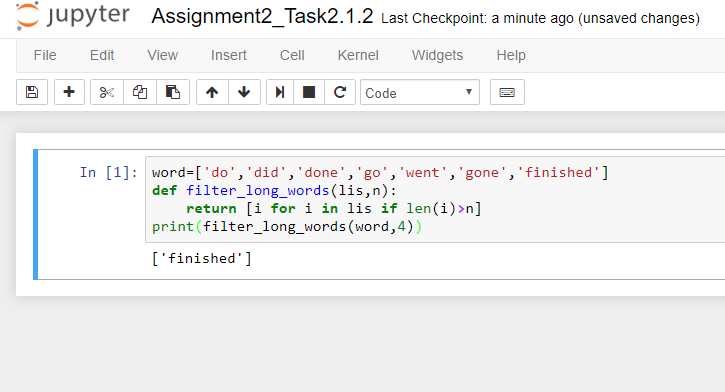 jupyter Assignment2_Task2.1.2 Last Checkpoint: a minute ago (unsaved changes)
File Edit View Insert Cell Kernel Widgets Help
Code
In [1]: word=['do','did','done','go','went','gone','finished']
def filter_long_words(lis,n):
    return [i for i in lis if len(i)>n]
print(filter_long_words(word,4))
['finished']